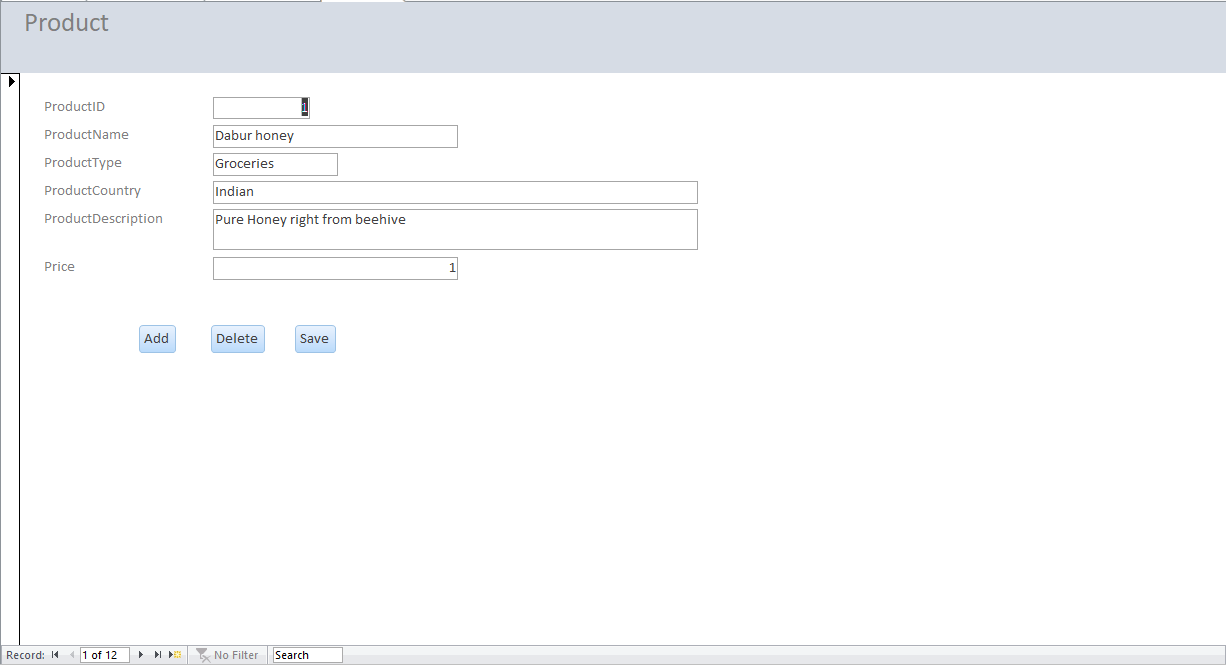 Product
ProductID 1
ProductName Dabur honey
ProductType Groceries
ProductCountry Indian
ProductDescription Pure Honey right from beehive
Price 1
Add Delete Save
Record: 1 of 12 No Filter Search